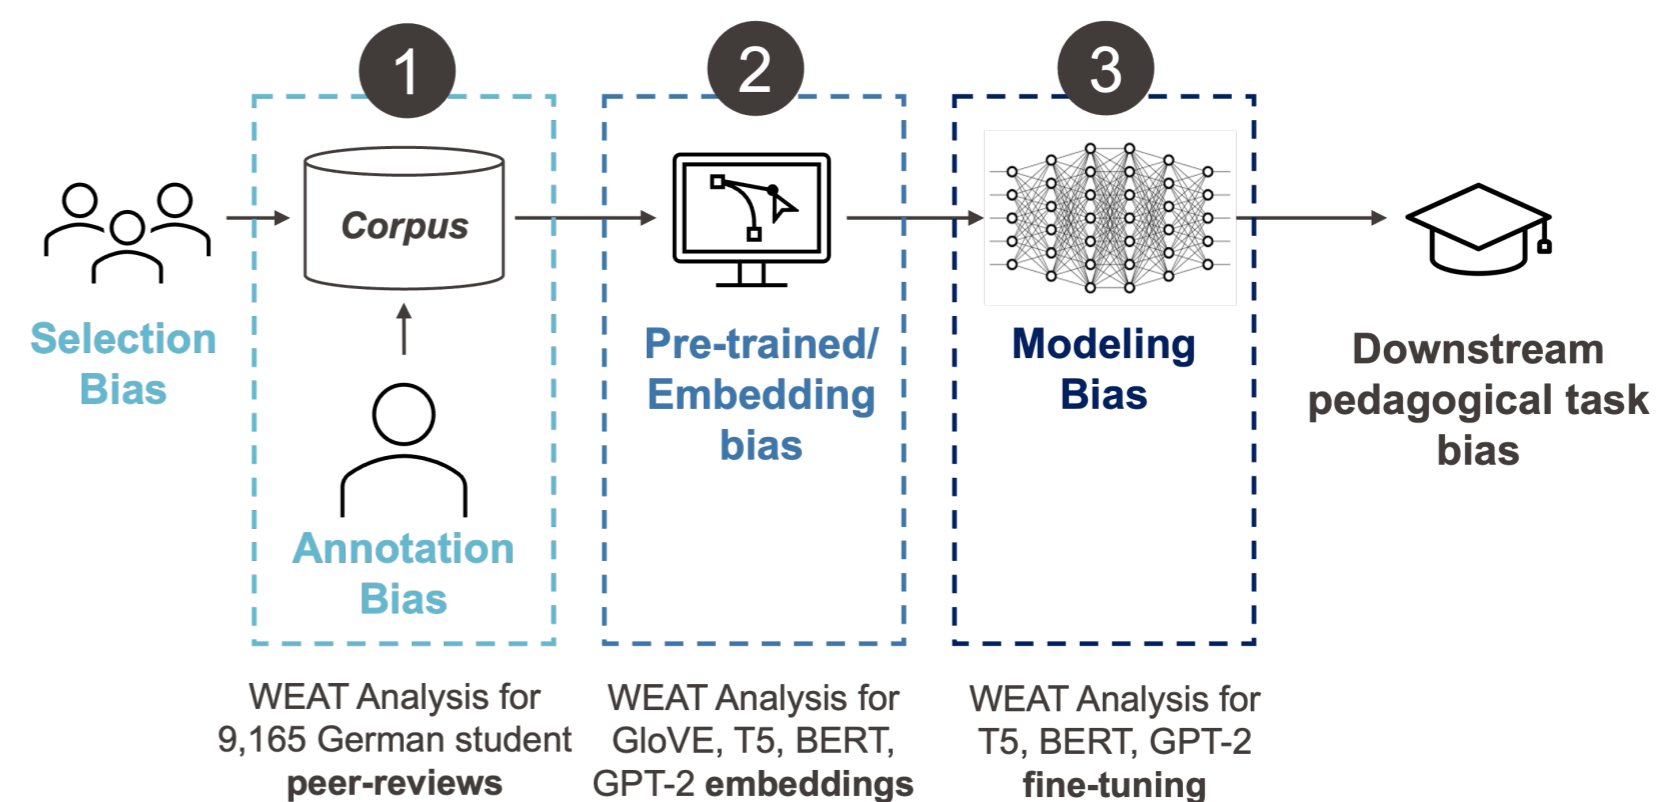 1
2
3
Corpus
Selection
Bias
Annotation
Bias
Pre-trained/
Embedding
bias
Modeling
Bias
Downstream
pedagogical task
bias
WEAT Analysis for
9,165 German student
peer-reviews
WEAT Analysis for
GloVE, T5, BERT,
GPT-2 embeddings
WEAT Analysis for
T5, BERT, GPT-2
fine-tuning